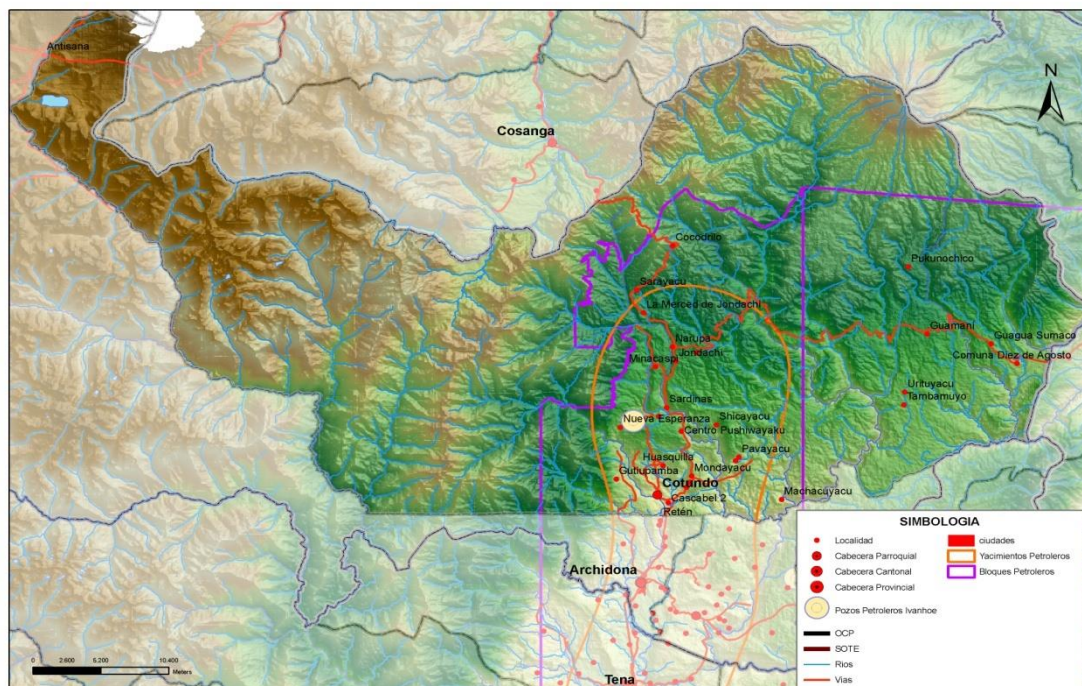 Antisana
N
Cosanga
Cocodrilo
Pukunochico
Sarayacu
La Merced de Jondachi
Guamani
Guagua Sumaco
Narupa
Jondachi
Comuna Diez de Agosto
Minacaspi
Urituyacu
Tambamuyo
Sardinas
Nueva Esperanza
Shicayacu
Centro Pushiwayaku
Huasquilla
Pavayacu
Gutiupamba
Mondayacu
Cotundo
Machacuyacu
Cascabel 2
Retén
Archidona
Tena
SIMBOLOGIA
Localidad
Cabecera Parroquial
Cabecera Cantonal
Cabecera Provincial
Pozos Petroleros Ivanhoe
OCP
SOTE
Rios
Vias
ciudades
Yacimientos Petroleros
Bloques Petroleros
0 2.600 5.200 10.400
Meters